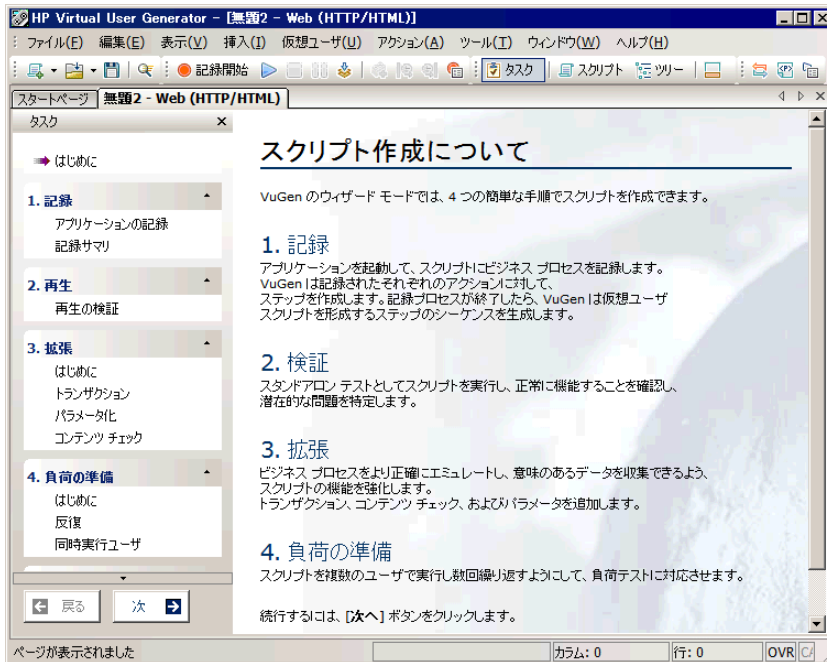 HP Virtual User Generator - [無題2 - Web (HTTP/HTML)]
ファイル(F) 編集(E) 表示(V) 挿入(I) 仮想ユーザ(U) アクション(A) ツール(T) ウィンドウ(W) ヘルプ(H)
記録開始 タスク スクリプト ツリー
スタートページ 無題2 - Web (HTTP/HTML)
タスク
はじめに
1. 記録
アプリケーションの記録
記録サマリ
2. 再生
再生の検証
3. 拡張
はじめに
トランザクション
パラメータ化
コンテンツ チェック
4. 負荷の準備
はじめに
反復
同時実行ユーザ
戻る 次
スクリプト作成について
VuGen のウィザード モードでは、4 つの簡単な手順でスクリプトを作成できます。
1. 記録
アプリケーションを起動して、スクリプトにビジネス プロセスを記録します。
VuGen は記録されたそれぞれのアクションに対して、
ステップを作成します。記録プロセスが終了したら、VuGen は仮想ユーザ
スクリプトを形成するステップのシーケンスを生成します。
2. 検証
スタンドアロン テストとしてスクリプトを実行し、正常に機能することを確認し、
潜在的な問題を特定します。
3. 拡張
ビジネス プロセスをより正確にエミュレートし、意味のあるデータを収集できるよう、
スクリプトの機能を強化します。
トランザクション、コンテンツ チェック、およびパラメータを追加します。
4. 負荷の準備
スクリプトを複数のユーザで実行し数回繰り返すようにして、負荷テストに対応させます。
続行するには、[次へ] ボタンをクリックします。
ページが表示されました カラム: 0 行: 0 OVR